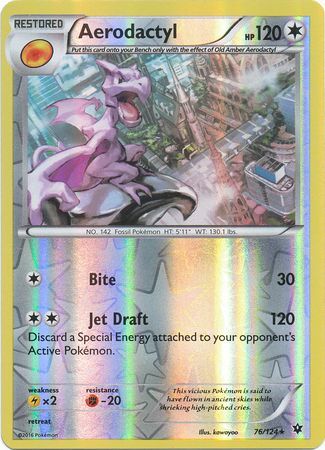 RESTORED
Aerodactyl
HP 120
Put this card onto your Bench only with the effect of Old Amber Aerodactyl
NO. 142 Fossil Pokémon HT: 5'11" WT: 130.1 lbs.
Bite 30
Jet Draft 120
Discard a Special Energy attached to your opponent's
Active Pokémon.
weakness resistance
×2 -20
retreat
This vicious Pokémon is said to
have flown in ancient skies while
shrieking high-pitched cries.
©2016 Pokémon
Illus. kawayoo
76/124★